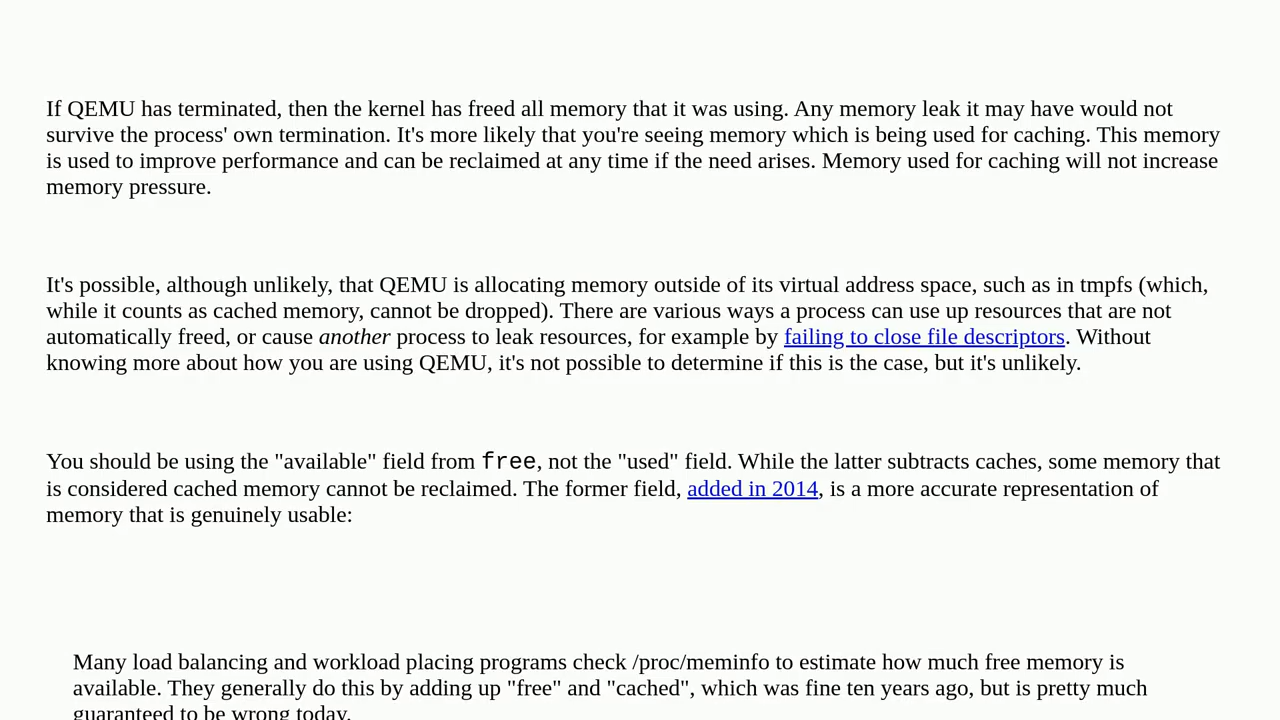 If QEMU has terminated, then the kernel has freed all memory that it was using. Any memory leak it may have would not
survive the process' own termination. It's more likely that you're seeing memory which is being used for caching. This memory
is used to improve performance and can be reclaimed at any time if the need arises. Memory used for caching will not increase
memory pressure.
It's possible, although unlikely, that QEMU is allocating memory outside of its virtual address space, such as in tmpfs (which,
while it counts as cached memory, cannot be dropped). There are various ways a process can use up resources that are not
automatically freed, or cause another process to leak resources, for example by failing to close file descriptors. Without
knowing more about how you are using QEMU, it's not possible to determine if this is the case, but it's unlikely.
You should be using the "available" field from free, not the "used" field. While the latter subtracts caches, some memory that
is considered cached memory cannot be reclaimed. The former field, added in 2014, is a more accurate representation of
memory that is genuinely usable:
Many load balancing and workload placing programs check /proc/meminfo to estimate how much free memory is
available. They generally do this by adding up "free" and "cached", which was fine ten years ago, but is pretty much
guaranteed to be wrong today.